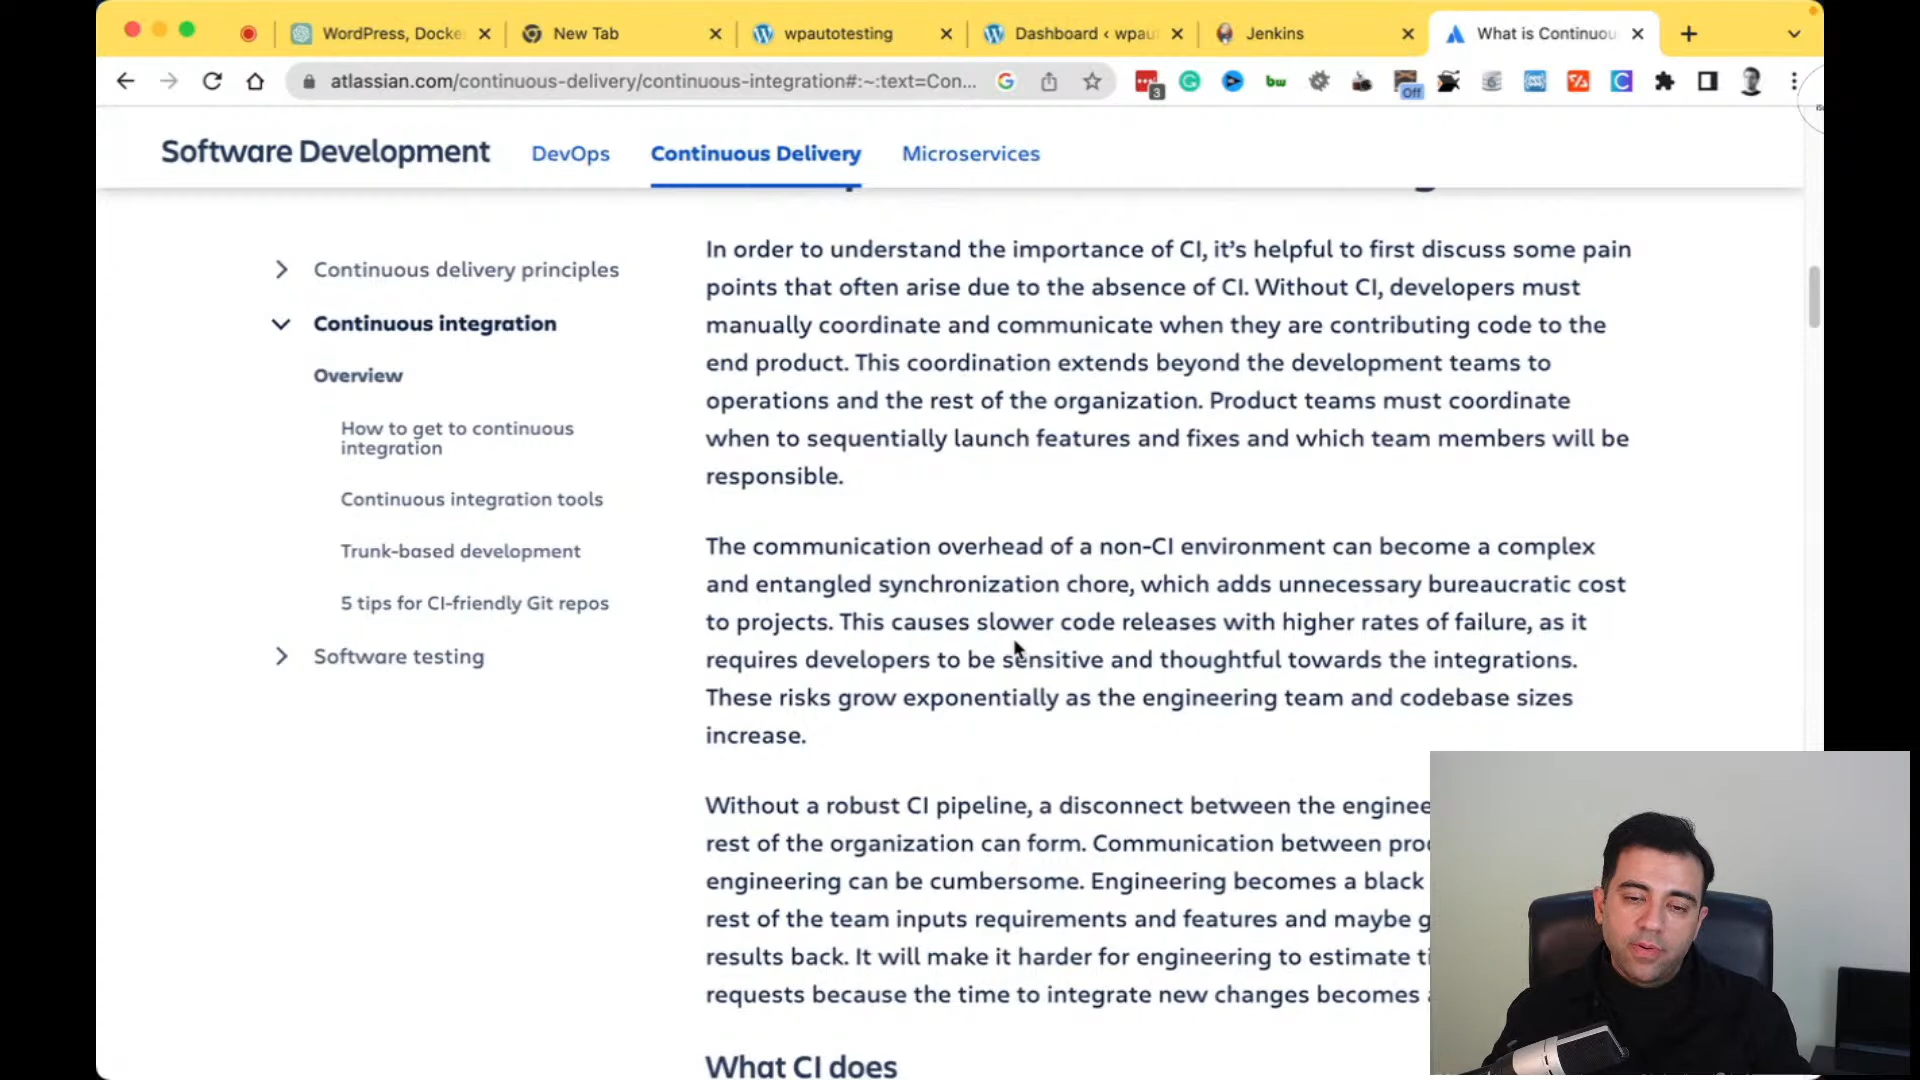 WordPress, Docke
New Tab
wpautotesting
Dashboard ‹ wpau
Jenkins
What is Continuou
atlassian.com/continuous-delivery/continuous-integration#:~:text=Con...
3
bw
Off
Software Development
DevOps
Continuous Delivery
Microservices
Continuous delivery principles
Continuous integration
Overview
How to get to continuous
integration
Continuous integration tools
Trunk-based development
5 tips for CI-friendly Git repos
Software testing
In order to understand the importance of CI, it’s helpful to first discuss some pain
points that often arise due to the absence of CI. Without CI, developers must
manually coordinate and communicate when they are contributing code to the
end product. This coordination extends beyond the development teams to
operations and the rest of the organization. Product teams must coordinate
when to sequentially launch features and fixes and which team members will be
responsible.
The communication overhead of a non-CI environment can become a complex
and entangled synchronization chore, which adds unnecessary bureaucratic cost
to projects. This causes slower code releases with higher rates of failure, as it
requires developers to be sensitive and thoughtful towards the integrations.
These risks grow exponentially as the engineering team and codebase sizes
increase.
Without a robust CI pipeline, a disconnect between the enginee
rest of the organization can form. Communication between pro
engineering can be cumbersome. Engineering becomes a black
rest of the team inputs requirements and features and maybe g
results back. It will make it harder for engineering to estimate ti
requests because the time to integrate new changes becomes
What CI does